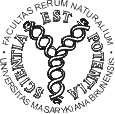 • FACULTAS RERUM NATURALIUM •
UNIVERSITAS MASARYKIANA BRUNENSIS
SCIENTIA
EST
POTENTIA